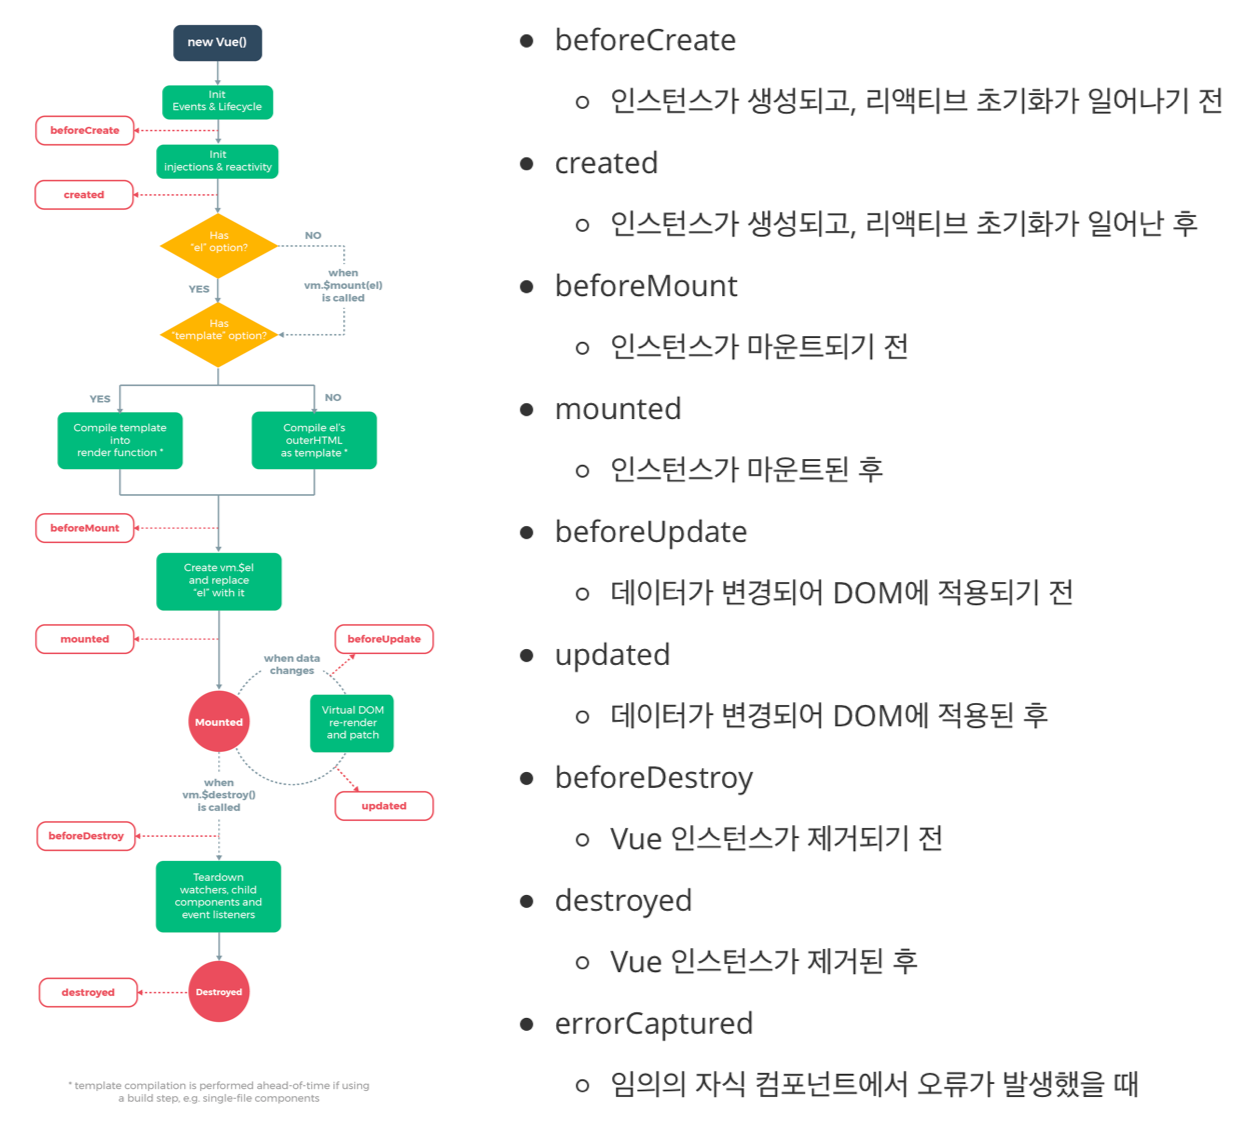 new Vue()
Init
Events & Lifecycle
beforeCreate
Init
injections & reactivity
created
Has
"el" option?
NO
when
vm.$mount(el)
is called
YES
Has
"template" option?
YES
NO
Compile template
into
render function *
Compile el's
outerHTML
as template *
beforeMount
Create vm.$el
and replace
"el" with it
mounted
beforeUpdate
when data
changes
Mounted
Virtual DOM
re-render
and patch
when
vm.$destroy()
is called
updated
beforeDestroy
Teardown
watchers, child
components and
event listeners
destroyed
Destroyed
* template compilation is performed ahead-of-time if using
a build step, e.g. single-file components
● beforeCreate
○ 인스턴스가 생성되고, 리액티브 초기화가 일어나기 전
● created
○ 인스턴스가 생성되고, 리액티브 초기화가 일어난 후
● beforeMount
○ 인스턴스가 마운트되기 전
● mounted
○ 인스턴스가 마운트된 후
● beforeUpdate
○ 데이터가 변경되어 DOM에 적용되기 전
● updated
○ 데이터가 변경되어 DOM에 적용된 후
● beforeDestroy
○ Vue 인스턴스가 제거되기 전
● destroyed
○ Vue 인스턴스가 제거된 후
● errorCaptured
○ 임의의 자식 컴포넌트에서 오류가 발생했을 때